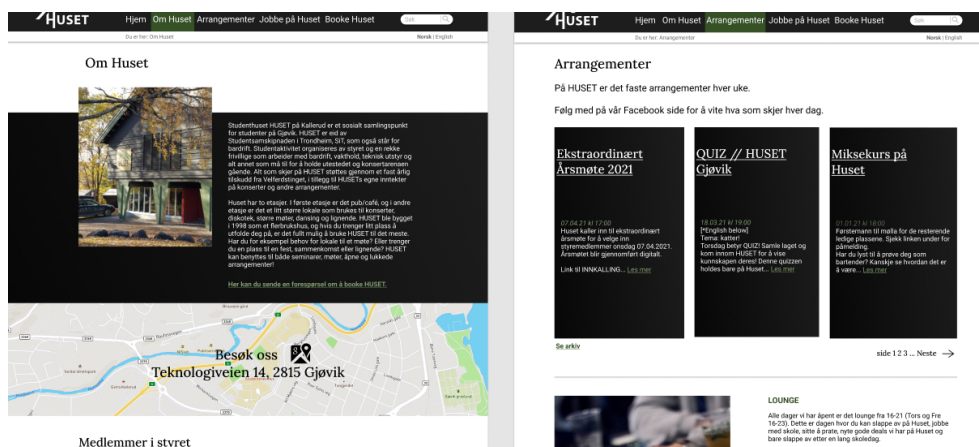 HUSET
Hjem Om Huset Arrangementer Jobbe på Huset Booke Huset
Søk
Du er her: Om Huset
Norsk | English
Om Huset
Studenthuset HUSET på Kallerud er et sosialt samlingspunkt
for studenter på Gjøvik. HUSET er eid av
Studentsamskipnaden i Trondheim, SiT, som også står for
bardrift. Studentaktivitet organiseres av styret og en rekke
frivillige som arbeider med bardrift, vakthold, teknisk utstyr og
alt annet som må til for å holde utestedet og konsertarenaen
gående. Alt som skjer på HUSET støttes gjennom et fast årlig
tilskudd fra Velferdstinget, i tillegg til HUSETs egne inntekter
på konserter og andre arrangementer.
Huset har to etasjer. I første etasje er det pub/café, og i andre
etasje er det et litt større lokale som brukes til konserter,
diskotek, større møter, dansing og lignende. HUSET ble bygget
i 1998 som et flerbrukshus, og hvis du trenger litt plass å
utfolde deg på, er det fullt mulig å bruke HUSET til det meste.
Har du for eksempel behov for lokale til et møte? Eller trenger
du en plass til en fest, sammenkomst eller lignende? HUSET
kan benyttes til både seminarer, møter, åpne og lukkede
arrangementer!
Her kan du sende en forespørsel om å booke HUSET.
Besøk oss
Teknologiveien 14, 2815 Gjøvik
Medlemmer i styret
HUSET
Hjem Om Huset Arrangementer Jobbe på Huset Booke Huset
Søk
Du er her: Arrangementer
Norsk | English
Arrangementer
På HUSET er det faste arrangementer hver uke.
Følg med på vår Facebook side for å vite hva som skjer hver dag.
Ekstraordinært
Årsmøte 2021
07.04.21 kl 17:00
Huset kaller inn til ekstraordinært
årsmøte for å velge inn
styremedlemmer onsdag 07.04.2021.
Årsmøtet blir gjennomført digitalt.
Link til INNKALLING... Les mer
QUIZ // HUSET
Gjøvik
18.03.21 kl 19:00
[*English below]
Tema: katter!
Torsdag betyr QUIZ! Samle laget og
kom innom HUSET for å vise
kunnskapen deres! Denne quizzen
holdes bare på Huset... Les mer
Miksekurs på
Huset
01.01.21 kl 18:00
Førstemann til mølla for de resterende
ledige plassene. Sjekk linken under for
påmelding.
Har du lyst til å prøve deg som
bartender? Kanskje se hvordan det er
å være... Les mer
Se arkiv
side 1 2 3 ... Neste
LOUNGE
Alle dager vi har åpent er det lounge fra 16-21 (Tors og Fre
16-23). Dette er dagen hvor du kan slappe av på Huset, jobbe
med skole, sitte å prate, nyte gode deals vi har på Huset og
bare slappe av etter en lang skoledag.